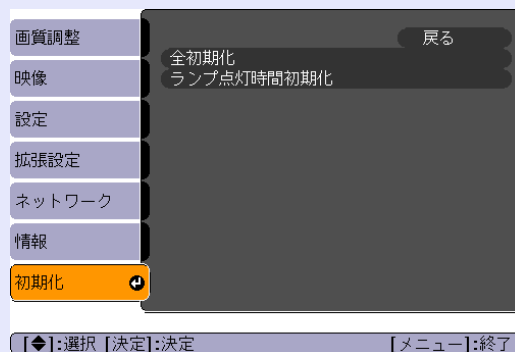 画質調整
映像
設定
拡張設定
ネットワーク
情報
初期化
戻る
全初期化
ランプ点灯時間初期化
[◆]:選択 [決定]:決定 [メニュー]:終了